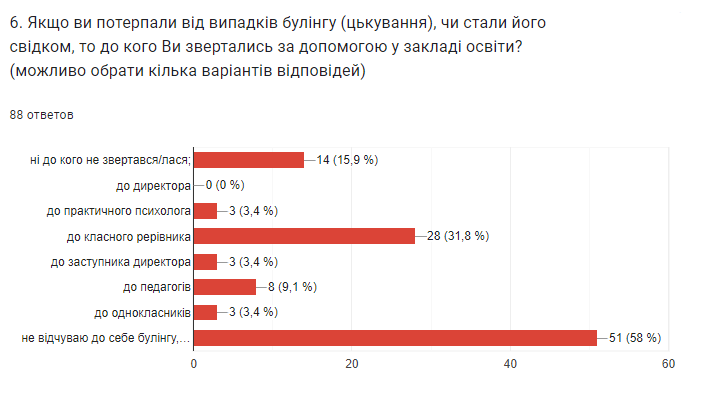 6. Якщо ви потерпали від випадків булінгу (цькування), чи стали його
свідком, то до кого Ви звертались за допомогою у закладі освіти?
(можливо обрати кілька варіантів відповідей)
88 ответов
ні до кого не звертався/лася; 14 (15,9 %)
до директора 0 (0 %)
до практичного психолога 3 (3,4 %)
до класного рерівника 28 (31,8 %)
до заступника директора 3 (3,4 %)
до педагогів 8 (9,1 %)
до однокласників 3 (3,4 %)
не відчуваю до себе булінгу,... 51 (58 %)
0 20 40 60